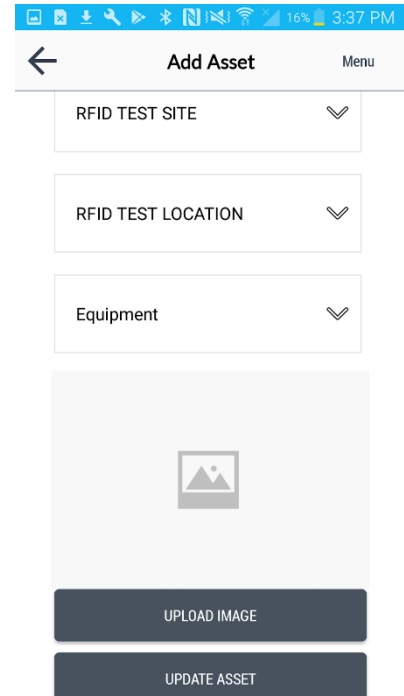 16% 3:37 PM
Add Asset Menu
RFID TEST SITE
RFID TEST LOCATION
Equipment
UPLOAD IMAGE
UPDATE ASSET